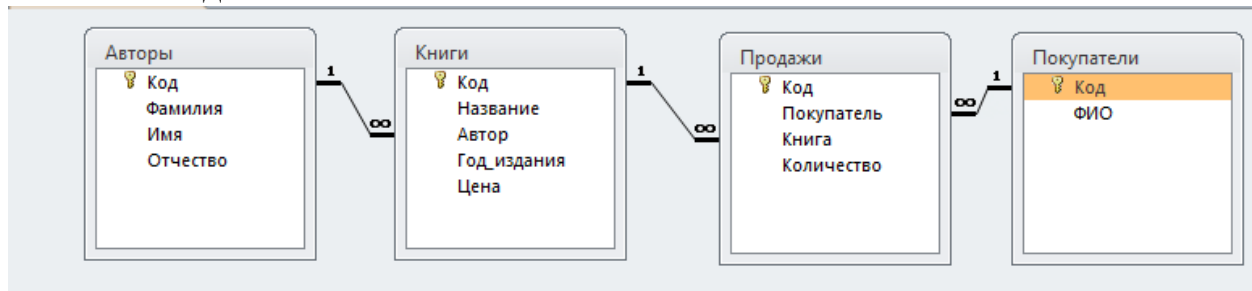 Авторы
Код
Фамилия
Имя
Отчество
1
∞
Книги
Код
Название
Автор
Год_издания
Цена
1
∞
Продажи
Код
Покупатель
Книга
Количество
∞
1
Покупатели
Код
ФИО